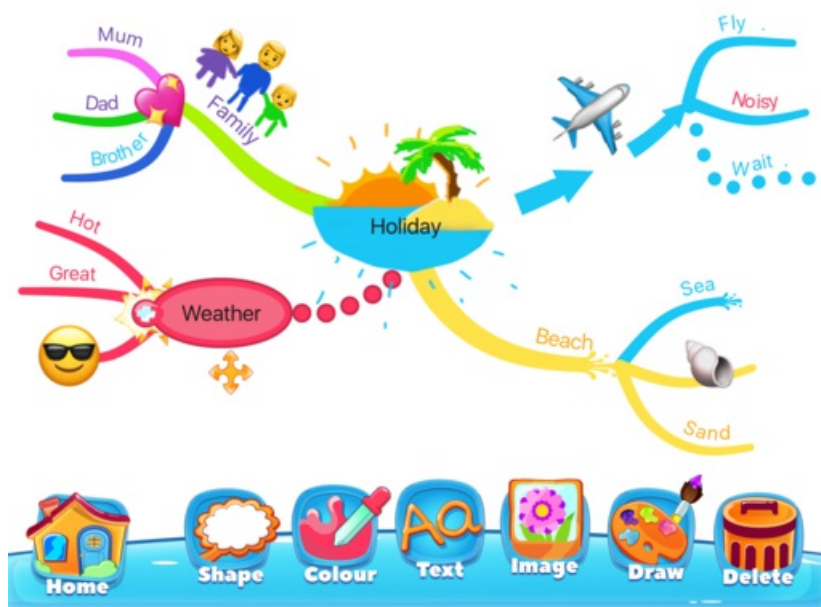 Mum
Dad
Brother
Family
Fly .
Noisy
Wait .
Holiday
Hot
Great
Weather
Beach
Sea
Sand
Home
Shape
Colour
Text
Image
Draw
Delete
Aa